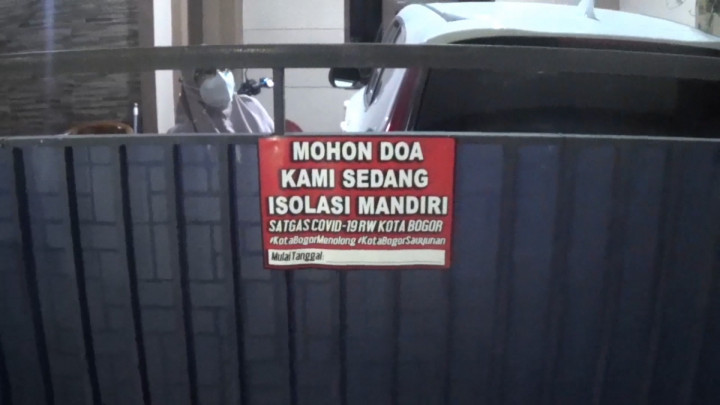 MOHON DOA
KAMI SEDANG
ISOLASI MANDIRI
SATGAS COVID-19 RW KOTA BOGOR
#KotaBogorMenolong #KotaBogorSauyunan
Mulai Tanggal: